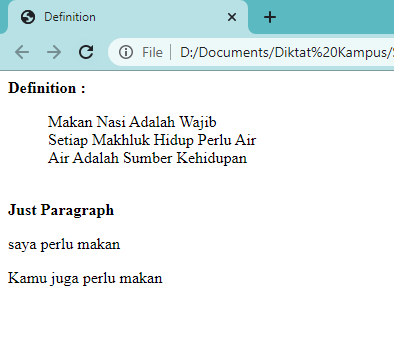 Definition
File
D:/Documents/Diktat%20Kampus/
Definition :
Makan Nasi Adalah Wajib
Setiap Makhluk Hidup Perlu Air
Air Adalah Sumber Kehidupan
Just Paragraph
saya perlu makan
Kamu juga perlu makan